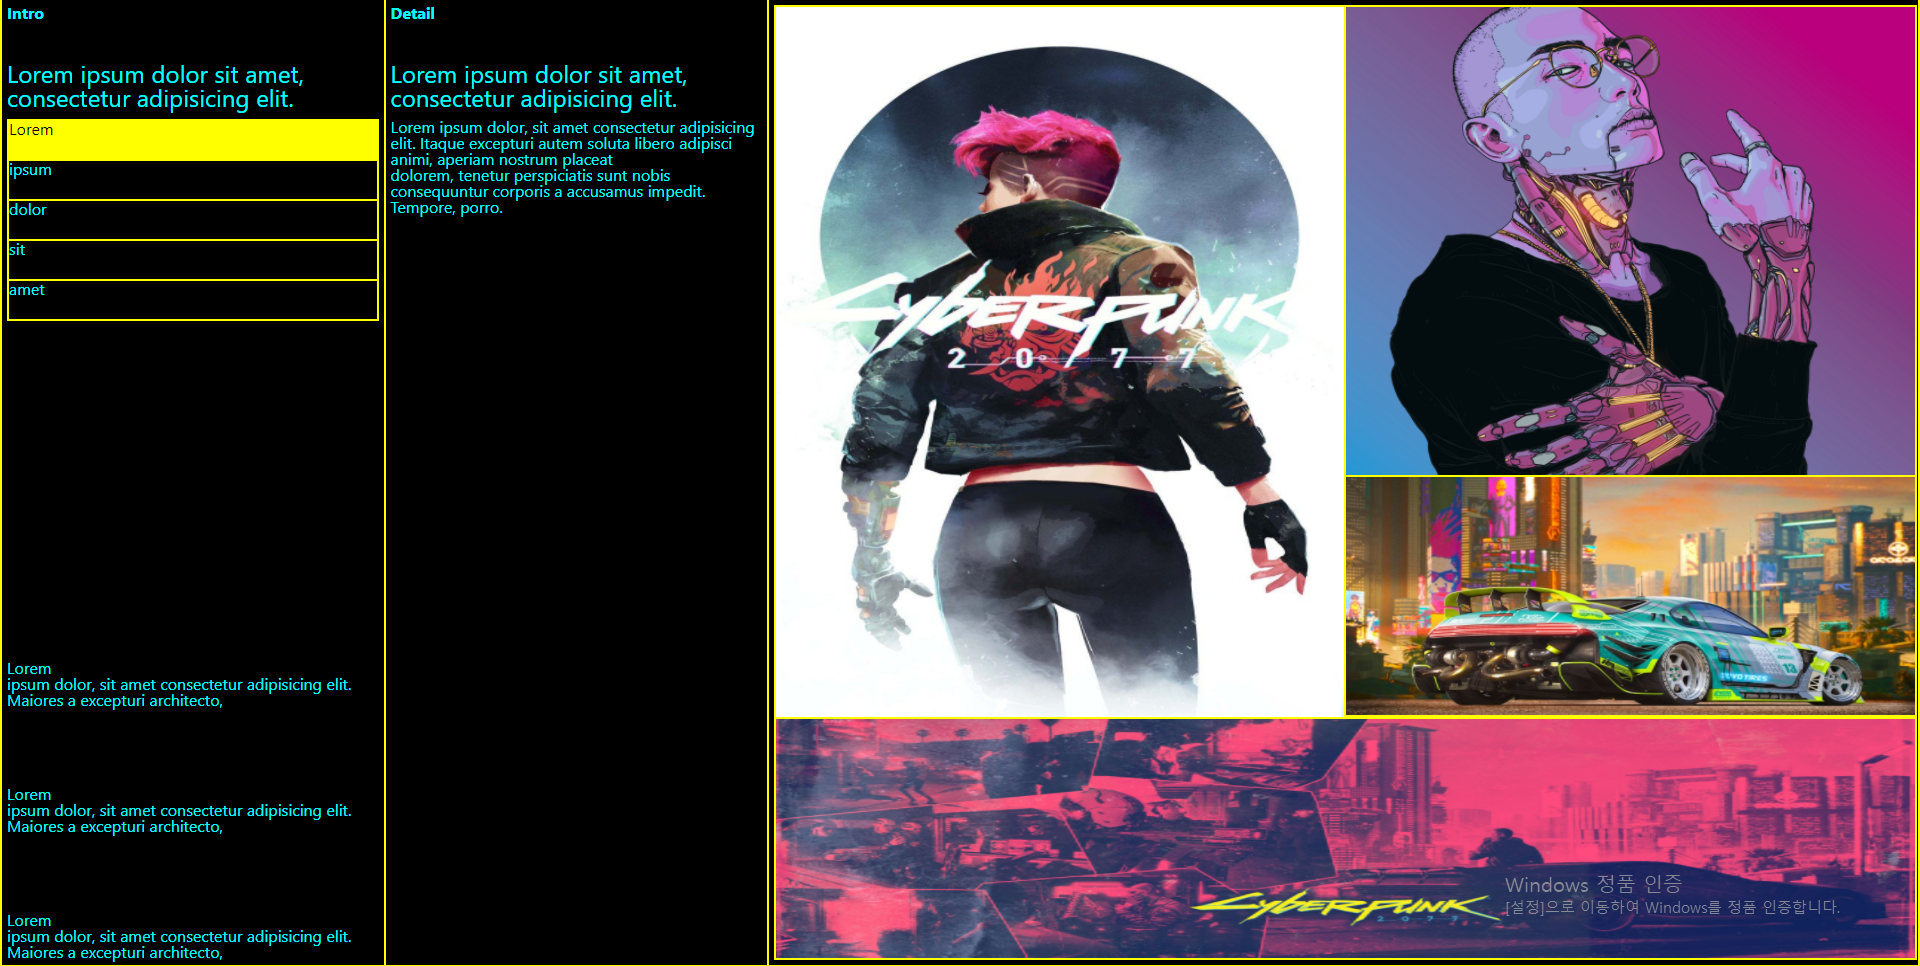 Intro
Lorem ipsum dolor sit amet,
consectetur adipisicing elit.
Lorem
ipsum
dolor
sit
amet
Lorem
ipsum dolor, sit amet consectetur adipisicing elit.
Maiores a excepturi architecto,
Lorem
ipsum dolor, sit amet consectetur adipisicing elit.
Maiores a excepturi architecto,
Lorem
ipsum dolor, sit amet consectetur adipisicing elit.
Maiores a excepturi architecto,
Detail
Lorem ipsum dolor sit amet,
consectetur adipisicing elit.
Lorem ipsum dolor, sit amet consectetur adipisicing
elit. Itaque excepturi autem soluta libero adipisci
animi, aperiam nostrum placeat
dolorem, tenetur perspiciatis sunt nobis
consequuntur corporis a accusamus impedit.
Tempore, porro.
Cyberpunk
2077
13
Cyberpunk
2077
Windows 정품 인증
[설정]으로 이동하여 Windows를 정품 인증합니다.